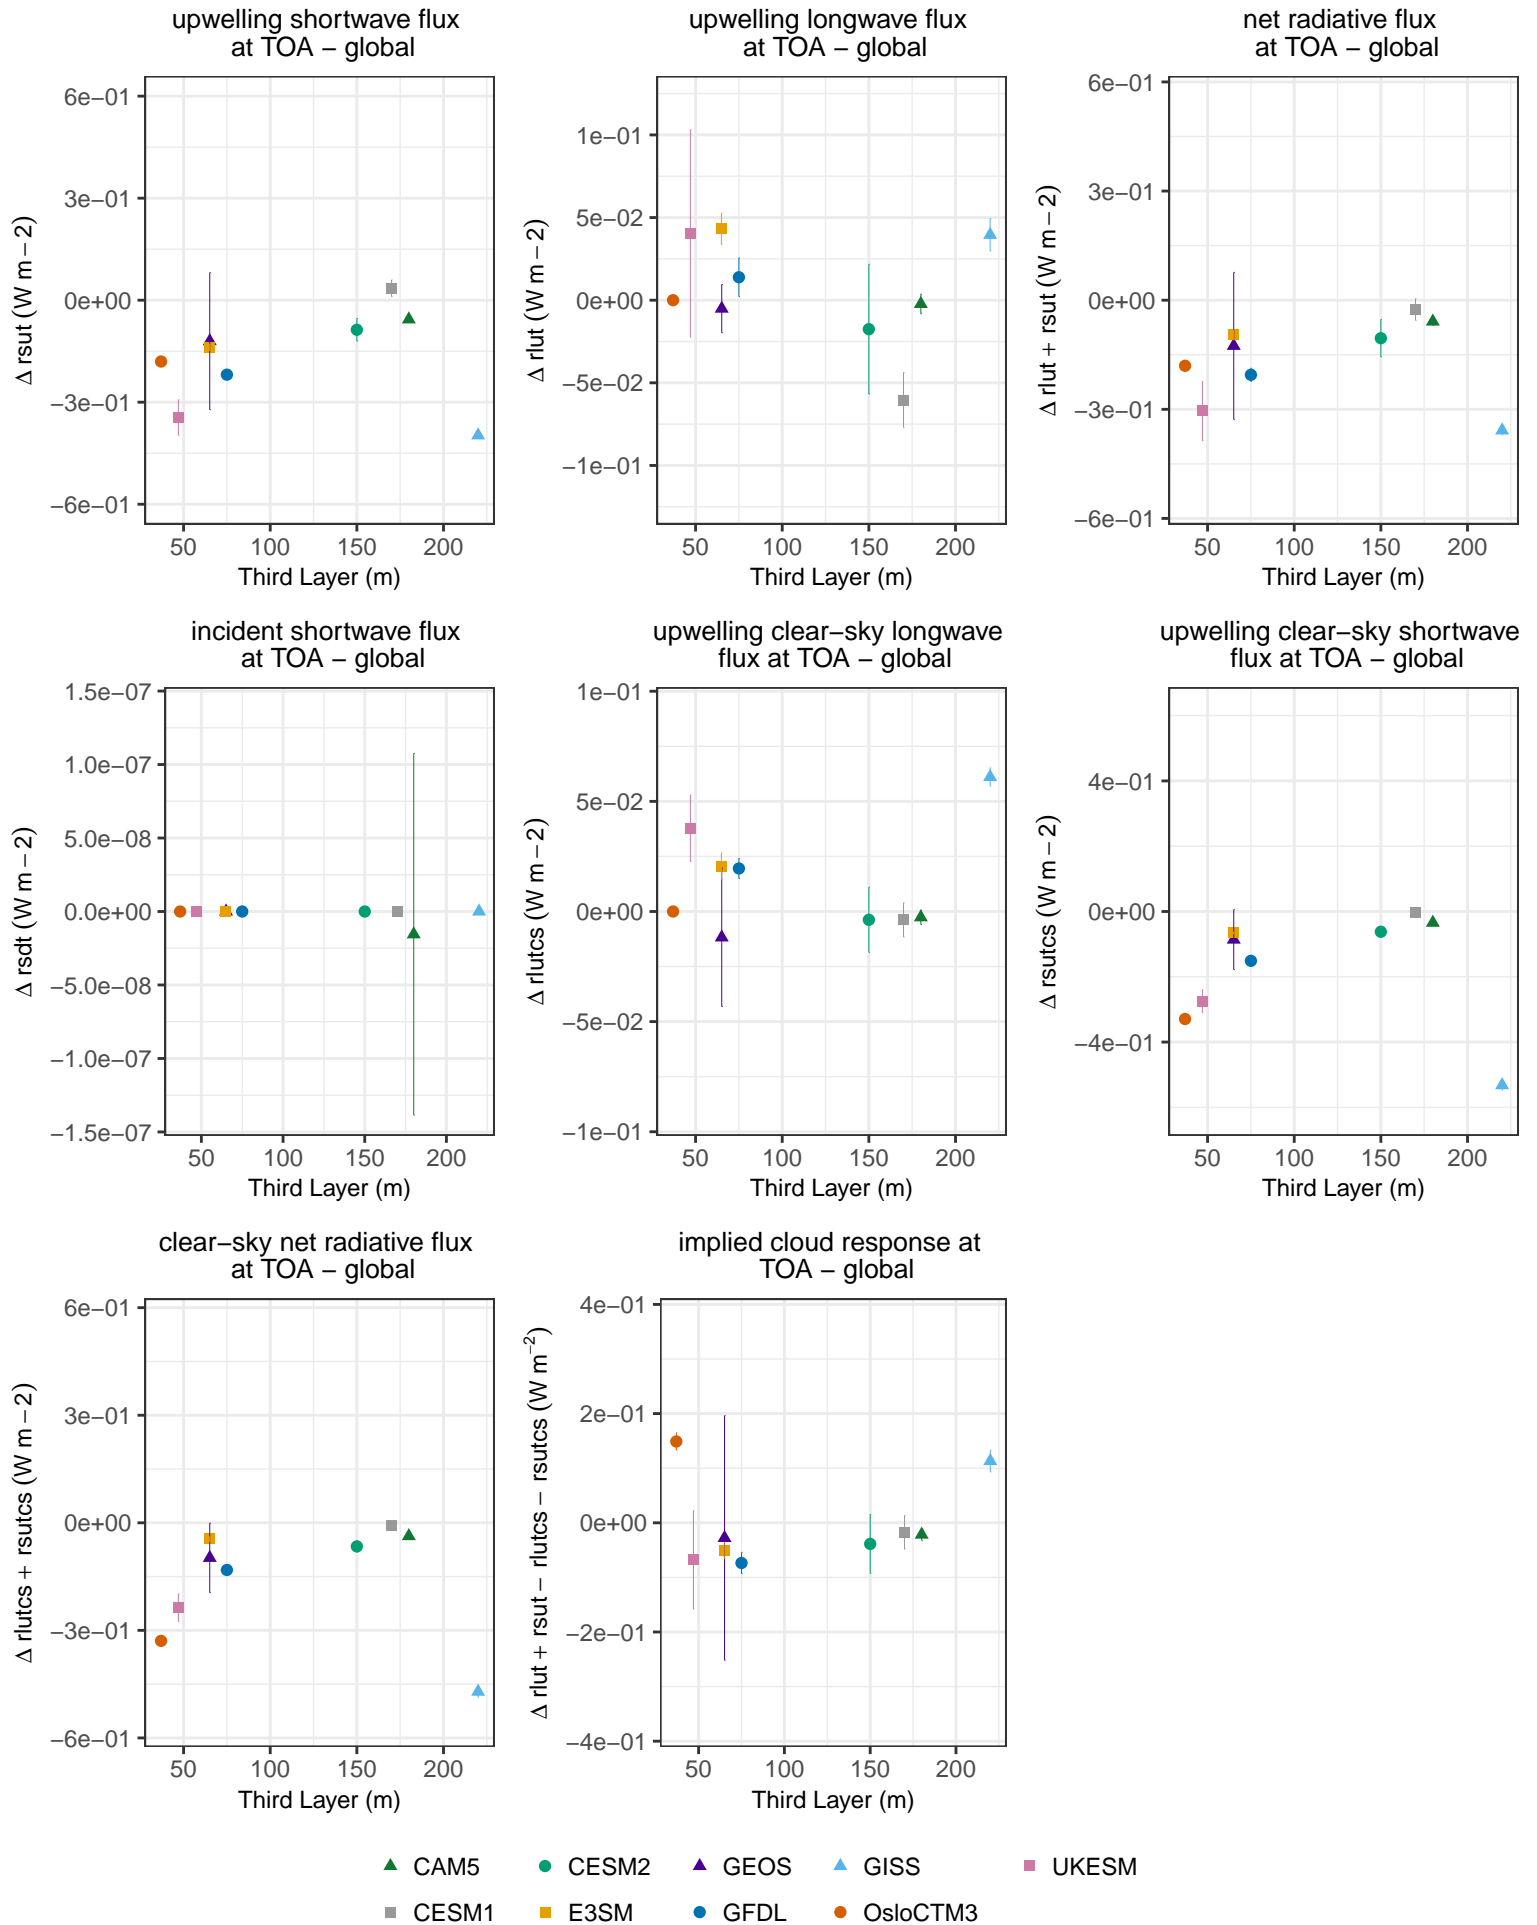 upwelling shortwave flux
at TOA − global
6e−01
3e−01
0e+00
−3e−01
−6e−01
Δ rsut (W m − 2)
50 100 150 200
Third Layer (m)
upwelling longwave flux
at TOA − global
1e−01
5e−02
0e+00
−5e−02
−1e−01
Δ rlut (W m − 2)
50 100 150 200
Third Layer (m)
net radiative flux
at TOA − global
6e−01
3e−01
0e+00
−3e−01
−6e−01
Δ rlut + rsut (W m − 2)
50 100 150 200
Third Layer (m)
incident shortwave flux
at TOA − global
1.5e−07
1.0e−07
5.0e−08
0.0e+00
−5.0e−08
−1.0e−07
−1.5e−07
Δ rsdt (W m − 2)
50 100 150 200
Third Layer (m)
upwelling clear−sky longwave
flux at TOA − global
1e−01
5e−02
0e+00
−5e−02
−1e−01
Δ rlutcs (W m − 2)
50 100 150 200
Third Layer (m)
upwelling clear−sky shortwave
flux at TOA − global
4e−01
0e+00
−4e−01
Δ rsutcs (W m − 2)
50 100 150 200
Third Layer (m)
clear−sky net radiative flux
at TOA − global
6e−01
3e−01
0e+00
−3e−01
−6e−01
Δ rlutcs + rsutcs (W m − 2)
50 100 150 200
Third Layer (m)
implied cloud response at
TOA − global
4e−01
2e−01
0e+00
−2e−01
−4e−01
Δ rlut + rsut − rlutcs − rsutcs (W m⁻²)
50 100 150 200
Third Layer (m)
CAM5 CESM2 GEOS GISS UKESM
CESM1 E3SM GFDL OsloCTM3